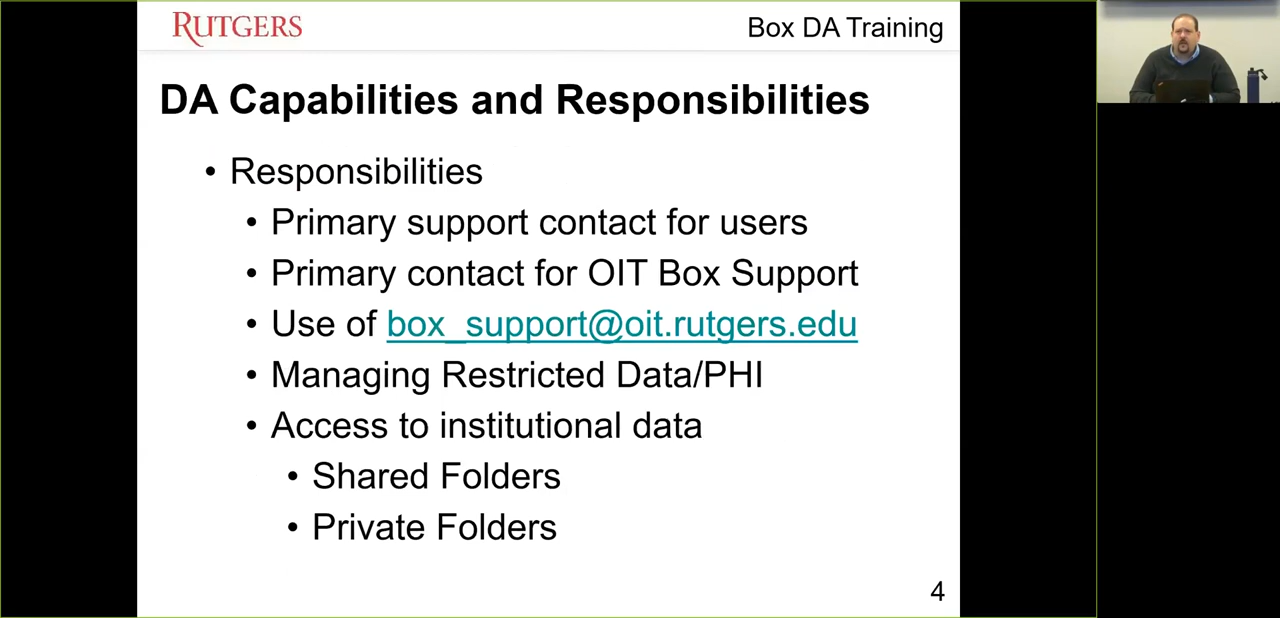 RUTGERS
Box DA Training
DA Capabilities and Responsibilities
• Responsibilities
• Primary support contact for users
• Primary contact for OIT Box Support
• Use of box_support@oit.rutgers.edu
• Managing Restricted Data/PHI
• Access to institutional data
• Shared Folders
• Private Folders
4